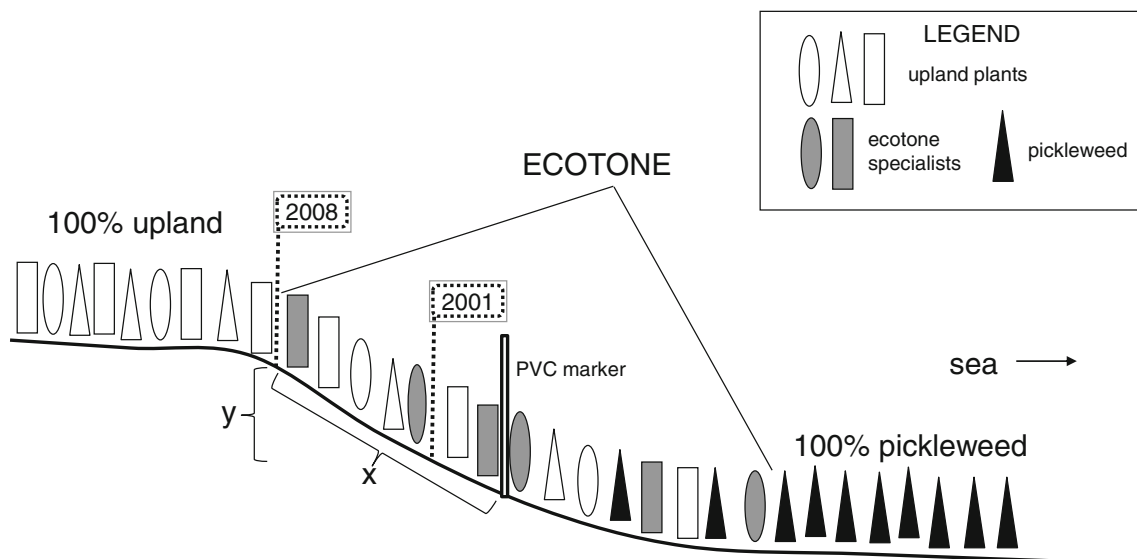 LEGEND
upland plants
ecotone
specialists
pickleweed
ECOTONE
2008
100% upland
2001
PVC marker
sea
y
x
100% pickleweed